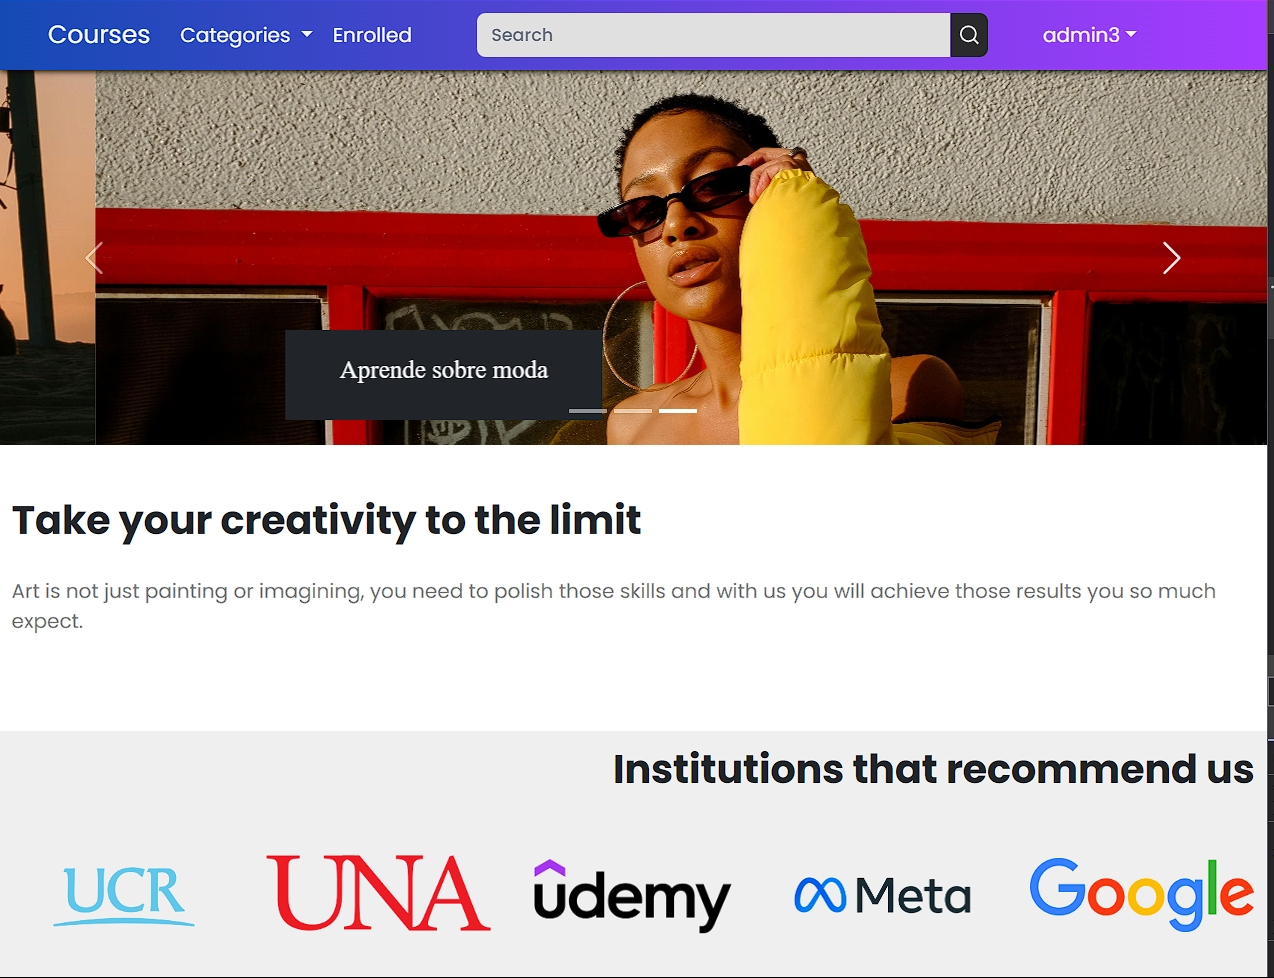 Courses Categories Enrolled Search admin3
Aprende sobre moda
Take your creativity to the limit
Art is not just painting or imagining, you need to polish those skills and with us you will achieve those results you so much
expect.
Institutions that recommend us
UCR UNA udemy Meta Google